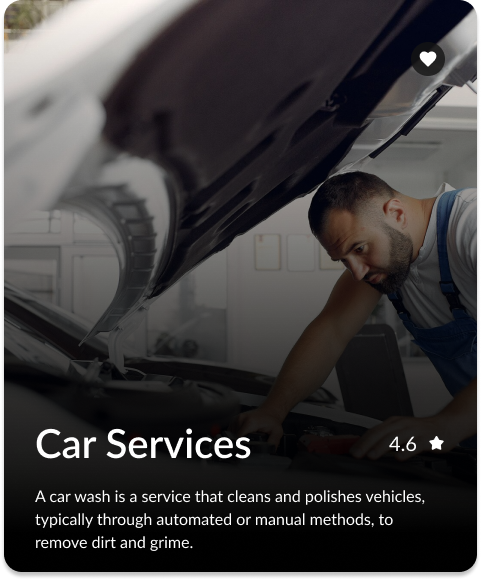 Car Services
4.6
A car wash is a service that cleans and polishes vehicles,
typically through automated or manual methods, to
remove dirt and grime.